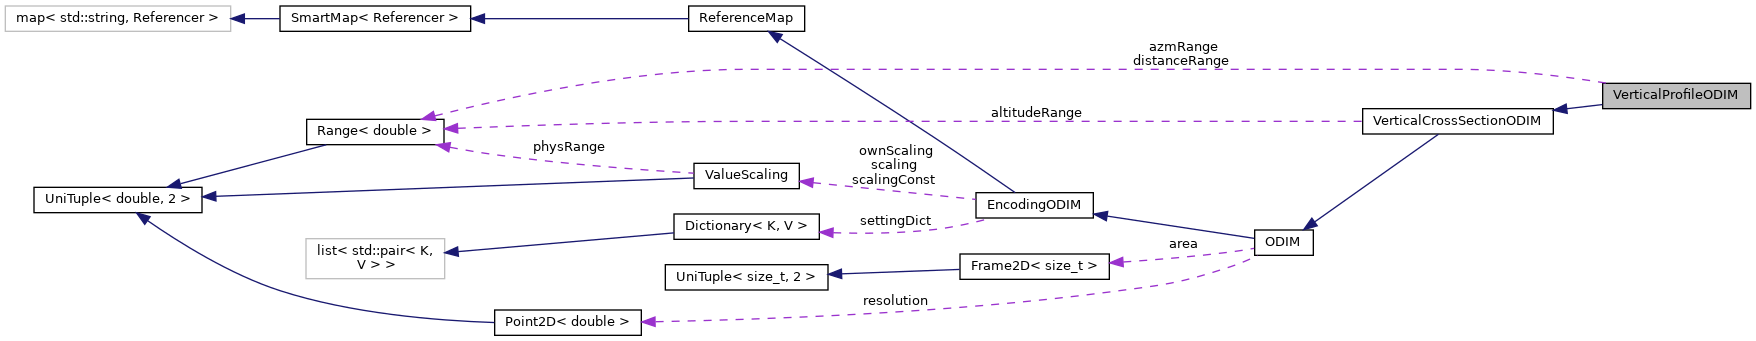 map< std::string, Referencer >
SmartMap< Referencer >
ReferenceMap
azmRange
distanceRange
VerticalProfileODIM
altitudeRange
VerticalCrossSectionODIM
Range< double >
physRange
ownScaling
scaling
scalingConst
ValueScaling
UniTuple< double, 2 >
EncodingODIM
settingDict
Dictionary< K, V >
list< std::pair< K,
V > >
ODIM
area
Frame2D< size_t >
UniTuple< size_t, 2 >
resolution
Point2D< double >